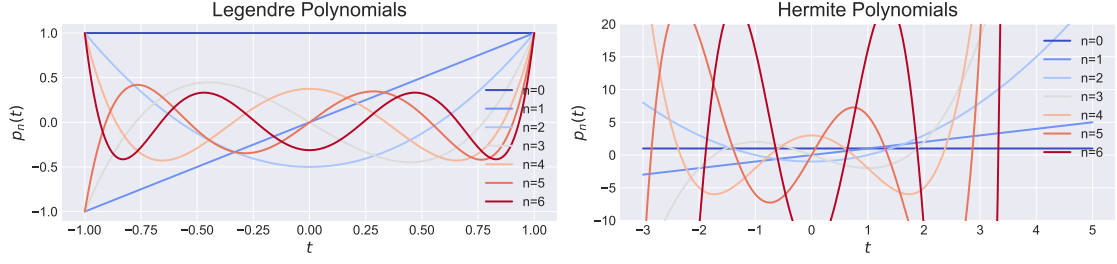 Legendre Polynomials
1.0
0.5
0.0
−0.5
−1.0
p_n(t)
−1.00 −0.75 −0.50 −0.25 0.00 0.25 0.50 0.75 1.00
t
n=0
n=1
n=2
n=3
n=4
n=5
n=6
Hermite Polynomials
20
15
10
5
0
−5
−10
p_n(t)
−3 −2 −1 0 1 2 3 4 5
t
n=0
n=1
n=2
n=3
n=4
n=5
n=6